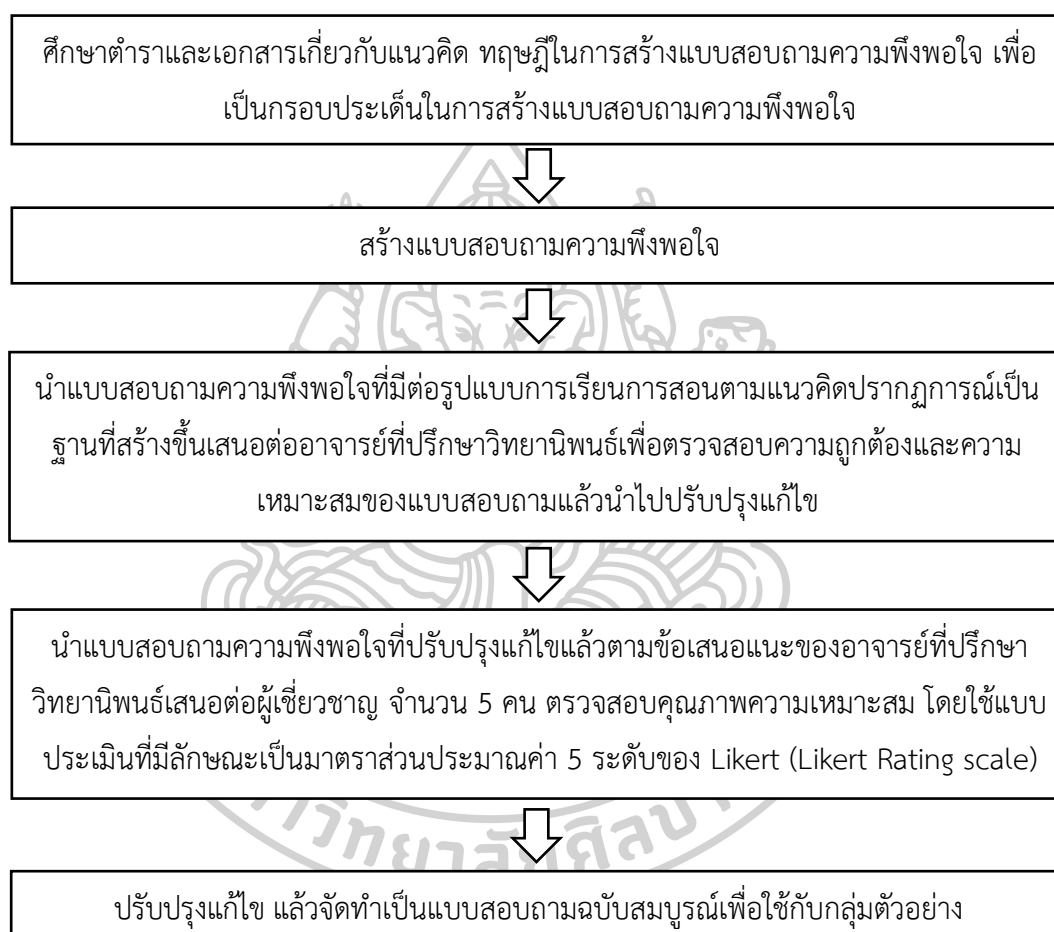 ศึกษาตำราและเอกสารเกี่ยวกับแนวคิด ทฤษฎีในการสร้างแบบสอบถามความพึงพอใจ เพื่อ
เป็นกรอบประเด็นในการสร้างแบบสอบถามความพึงพอใจ
สร้างแบบสอบถามความพึงพอใจ
นำแบบสอบถามความพึงพอใจที่มีต่อรูปแบบการเรียนการสอนตามแนวคิดปรากฏการณ์เป็น
ฐานที่สร้างขึ้นเสนอต่ออาจารย์ที่ปรึกษาวิทยานิพนธ์เพื่อตรวจสอบความถูกต้องและความ
เหมาะสมของแบบสอบถามแล้วนำไปปรับปรุงแก้ไข
นำแบบสอบถามความพึงพอใจที่ปรับปรุงแก้ไขแล้วตามข้อเสนอแนะของอาจารย์ที่ปรึกษา
วิทยานิพนธ์เสนอต่อผู้เชี่ยวชาญ จำนวน 5 คน ตรวจสอบคุณภาพความเหมาะสม โดยใช้แบบ
ประเมินที่มีลักษณะเป็นมาตราส่วนประมาณค่า 5 ระดับของ Likert (Likert Rating scale)
ปรับปรุงแก้ไข แล้วจัดทำเป็นแบบสอบถามฉบับสมบูรณ์เพื่อใช้กับกลุ่มตัวอย่าง